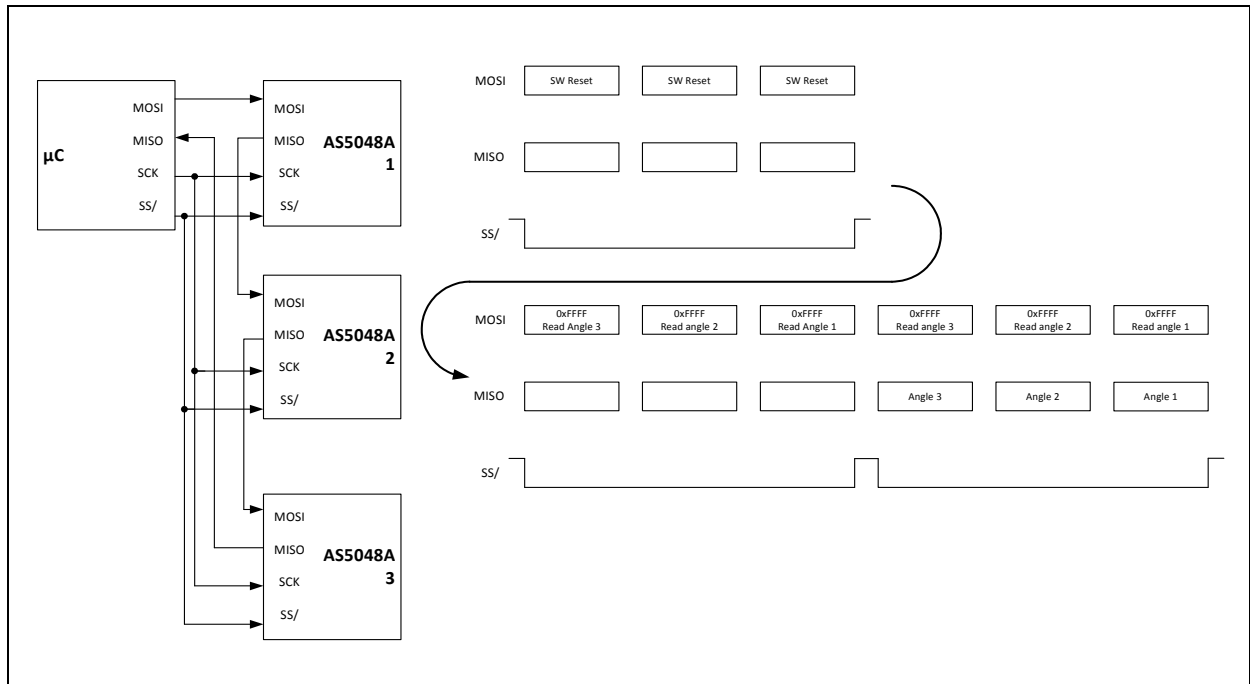 µC
MOSI
MISO
SCK
SS/
MOSI
MISO
SCK
SS/
AS5048A
1
MOSI
MISO
SCK
SS/
AS5048A
2
MOSI
MISO
SCK
SS/
AS5048A
3
MOSI
SW Reset
SW Reset
SW Reset
MISO
SS/
MOSI
0xFFFF
Read Angle 3
0xFFFF
Read angle 2
0xFFFF
Read Angle 1
0xFFFF
Read angle 3
0xFFFF
Read angle 2
0xFFFF
Read angle 1
MISO
Angle 3
Angle 2
Angle 1
SS/